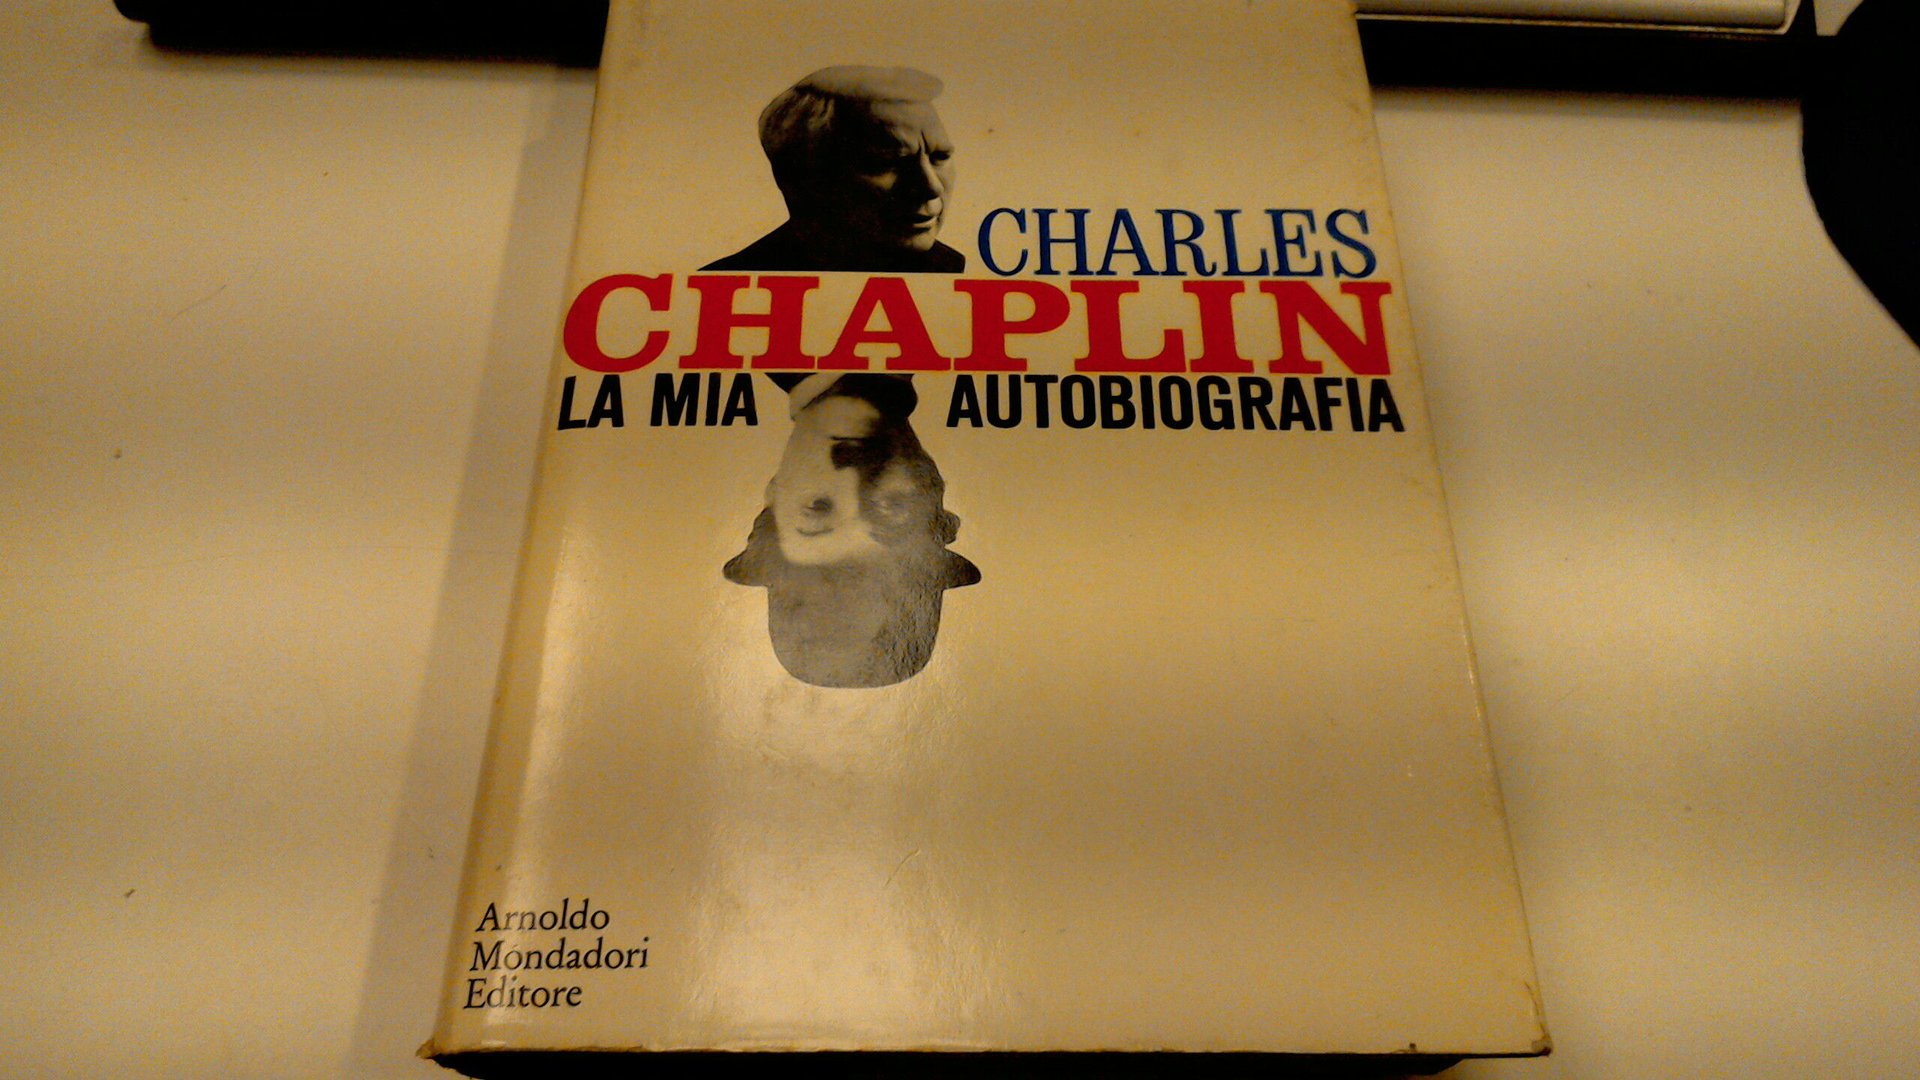 CHARLES
CHAPLIN
LA MIA AUTOBIOGRAFIA
Arnoldo
Mondadori
Editore